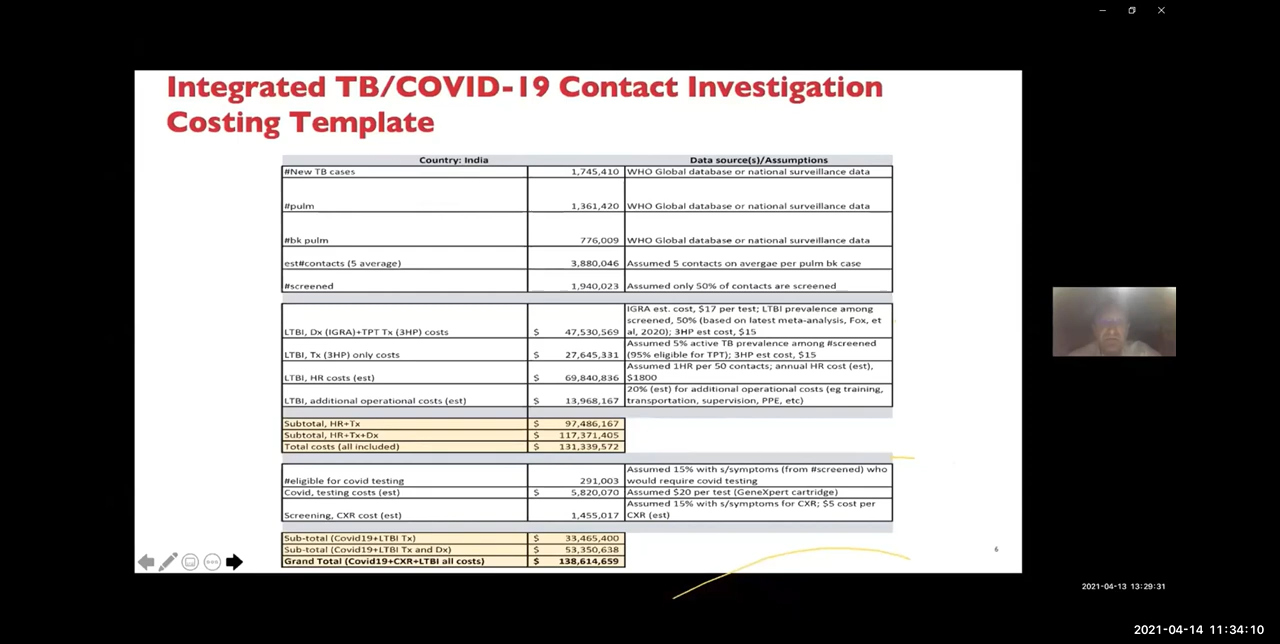 Integrated TB/COVID-19 Contact Investigation
Costing Template
Country: India Data source(s)/Assumptions
#New TB cases 1,745,410 WHO Global database or national surveillance data
#pulm 1,361,420 WHO Global database or national surveillance data
#bk pulm 776,009 WHO Global database or national surveillance data
est#contacts (5 average) 3,880,046 Assumed 5 contacts on avergae per pulm bk case
#screened 1,940,023 Assumed only 50% of contacts are screened
IGRA est. cost, $17 per test; LTBI prevalence among
screened, 50% (based on latest meta-analysis, Fox, et
LTBI, Dx (IGRA)+TPT Tx (3HP) costs $ 47,530,569 al, 2020); 3HP est cost, $15
Assumed 5% active TB prevalence among #screened
LTBI, Tx (3HP) only costs $ 27,645,331 (95% eligible for TPT); 3HP est cost, $15
Assumed 1HR per 50 contacts; annual HR cost (est),
LTBI, HR costs (est) $ 69,840,836 $1800
20% (est) for additional operational costs (eg training,
LTBI, additional operational costs (est) $ 13,968,167 transportation, supervision, PPE, etc)
Subtotal, HR+Tx $ 97,486,167
Subtotal, HR+Tx+Dx $ 117,371,405
Total costs (all included) $ 131,339,572
Assumed 15% with s/symptoms (from #screened) who
#eligible for covid testing 291,003 would require covid testing
Covid, testing costs (est) $ 5,820,070 Assumed $20 per test (GeneXpert cartridge)
Assumed 15% with s/symptoms for CXR; $5 cost per
Screening, CXR cost (est) 1,455,017 CXR (est)
Sub-total (Covid19+LTBI Tx) $ 33,465,400
Sub-total (Covid19+LTBI Tx and Dx) $ 53,350,638
Grand Total (Covid19+CXR+LTBI all costs) $ 138,614,659
6
2021-04-13 13:29:31
2021-04-14 11:34:10